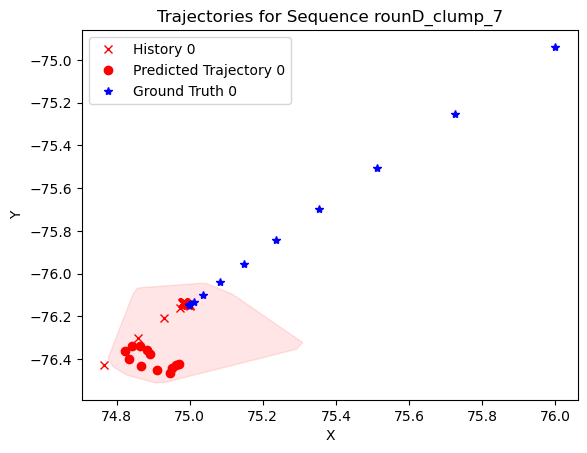 Trajectories for Sequence rounD_clump_7
History 0
Predicted Trajectory 0
Ground Truth 0
Y
−75.0
−75.2
−75.4
−75.6
−75.8
−76.0
−76.2
−76.4
74.8 75.0 75.2 75.4 75.6 75.8 76.0
X